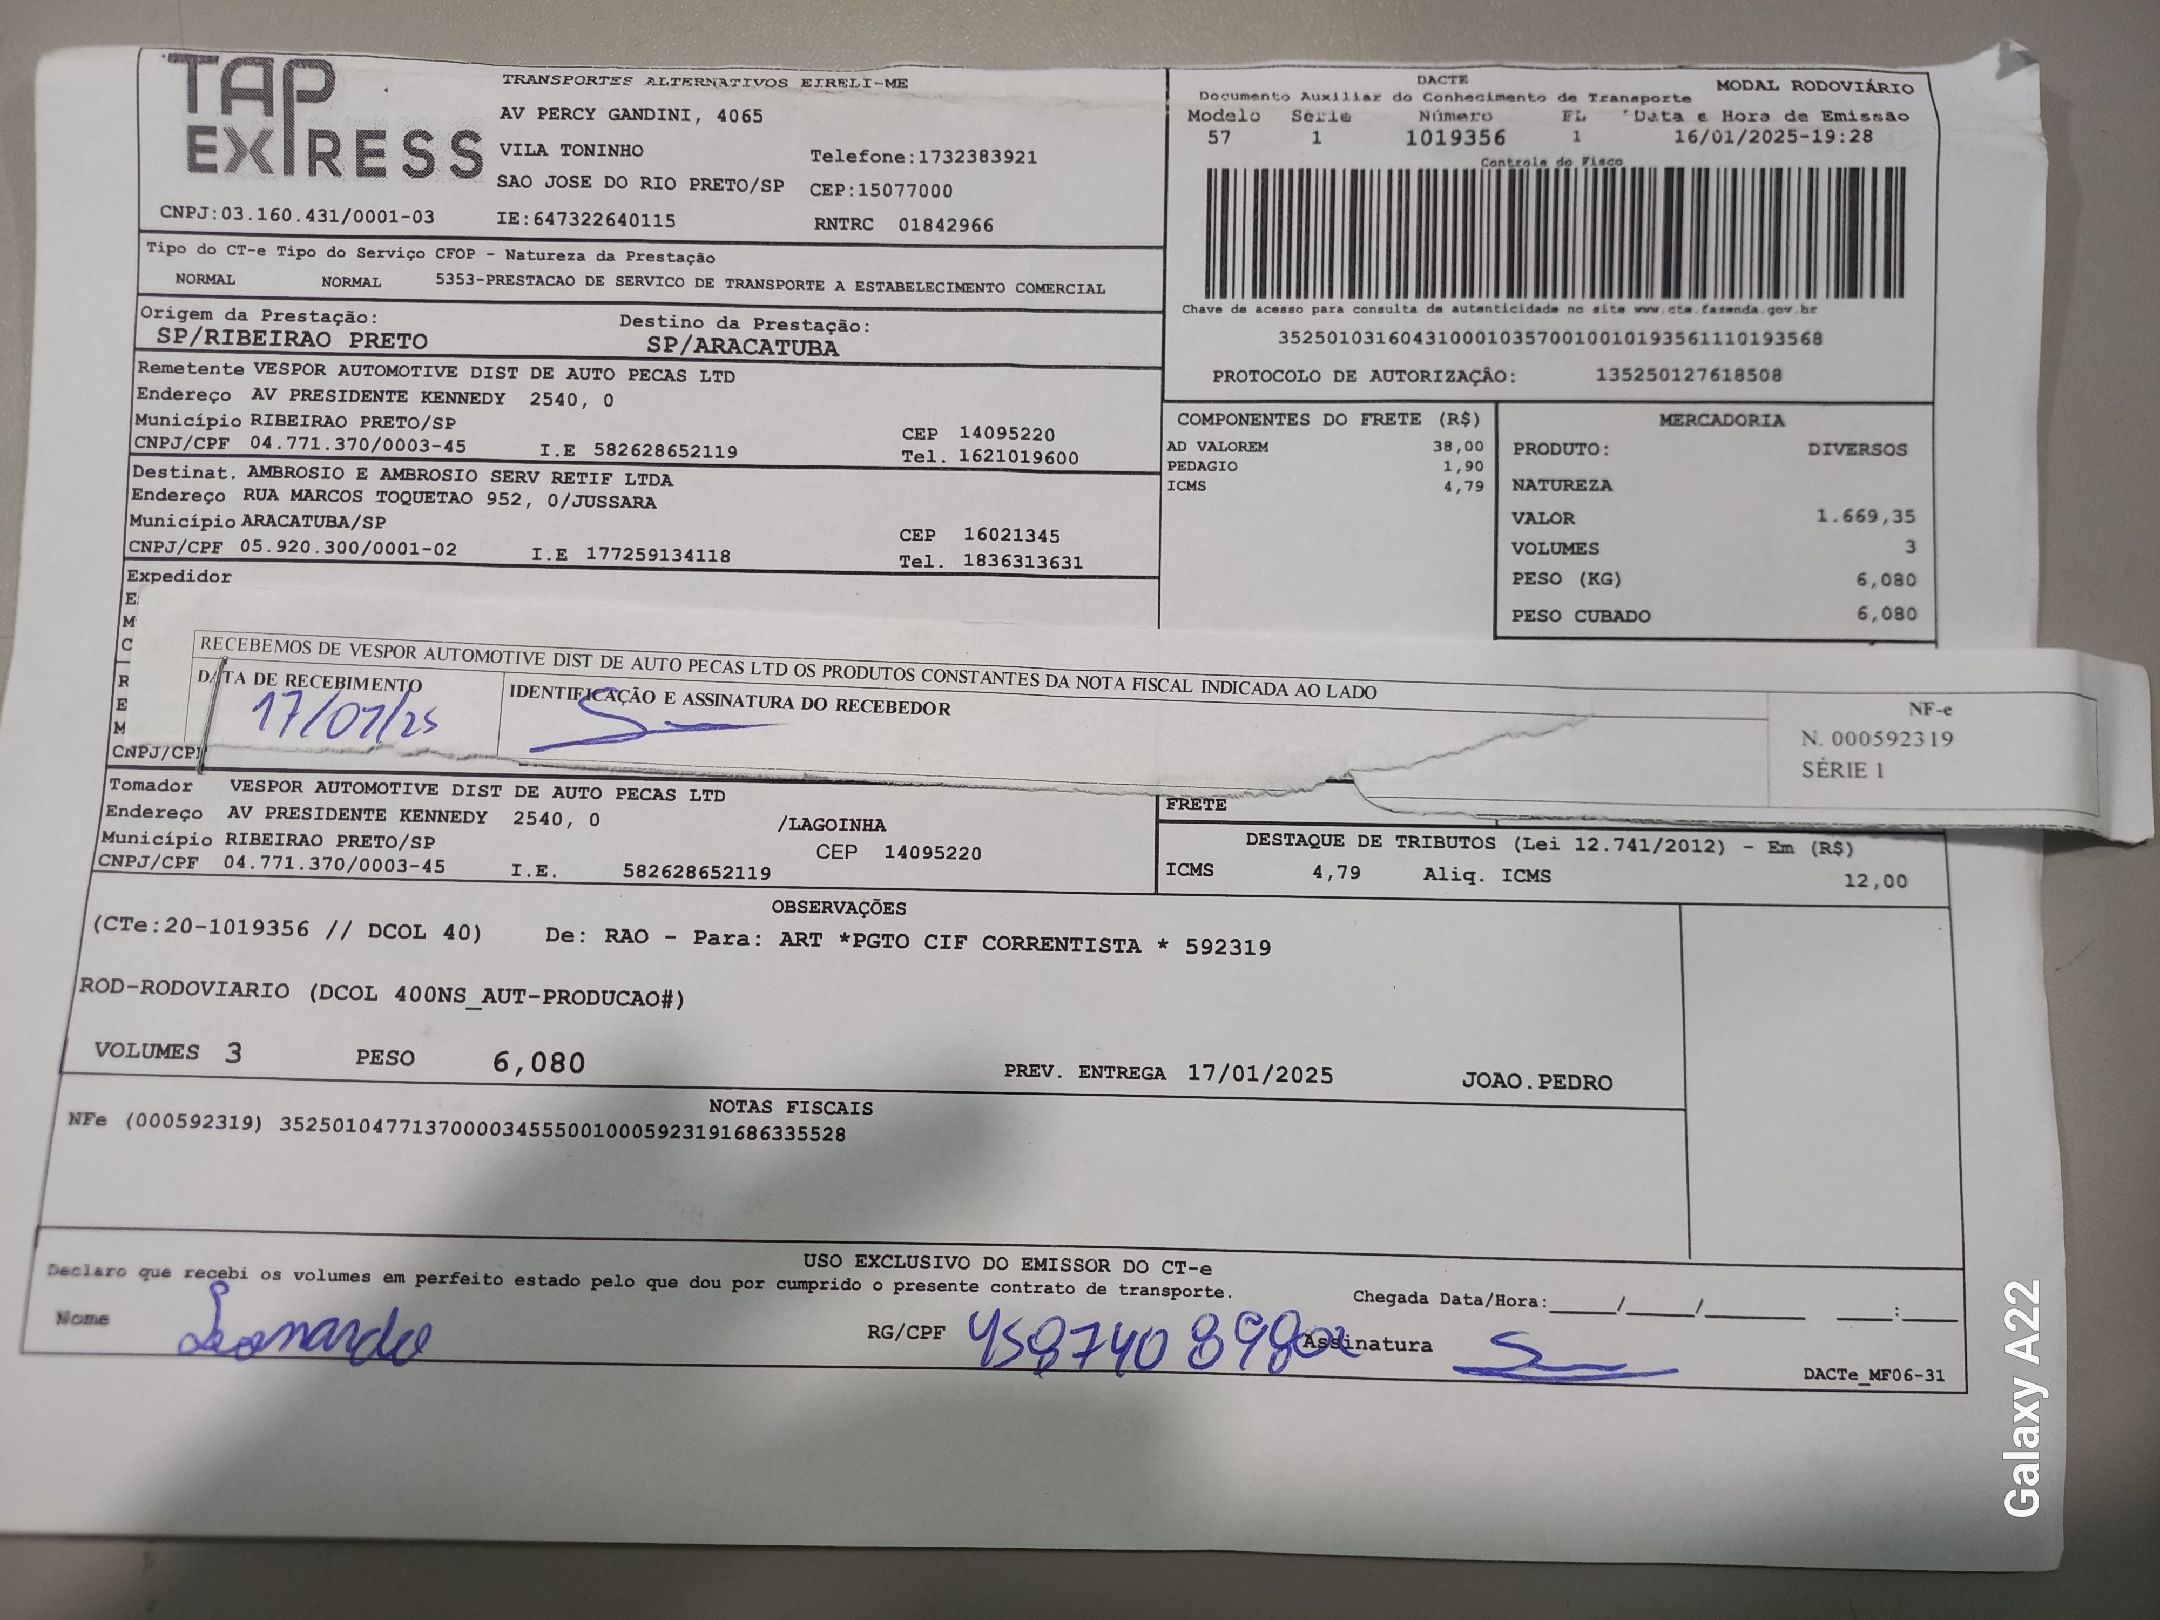 TAP EXPRESS
TRANSPORTES ALTERNATIVOS EIRELI-ME
AV PERCY GANDINI, 4065
VILA TONINHO Telefone:1732383921
SAO JOSE DO RIO PRETO/SP CEP:15077000
CNPJ:03.160.431/0001-03 IE:647322640115 RNTRC 01842966
DACTE MODAL RODOVIÁRIO
Documento Auxiliar do Conhecimento de Transporte
Modelo Série Número FL Data e Hora de Emissão
57 1 1019356 1 16/01/2025-19:28
Controle do Fisco
Chave de acesso para consulta de autenticidade no site www.cte.fazenda.gov.br
35250103160431000103570010010193561110193568
PROTOCOLO DE AUTORIZAÇÃO: 135250127618508
Tipo do CT-e Tipo do Serviço CFOP - Natureza da Prestação
NORMAL NORMAL 5353-PRESTACAO DE SERVICO DE TRANSPORTE A ESTABELECIMENTO COMERCIAL
Origem da Prestação: Destino da Prestação:
SP/RIBEIRAO PRETO SP/ARACATUBA
Remetente VESPOR AUTOMOTIVE DIST DE AUTO PECAS LTD
Endereço AV PRESIDENTE KENNEDY 2540, 0
Município RIBEIRAO PRETO/SP CEP 14095220
CNPJ/CPF 04.771.370/0003-45 I.E 582628652119 Tel. 1621019600
Destinat. AMBROSIO E AMBROSIO SERV RETIF LTDA
Endereço RUA MARCOS TOQUETAO 952, 0/JUSSARA
Município ARACATUBA/SP CEP 16021345
CNPJ/CPF 05.920.300/0001-02 I.E 177259134118 Tel. 1836313631
Expedidor
E
M
C
R
E
M
CNPJ/CP
COMPONENTES DO FRETE (R$)
AD VALOREM 38,00
PEDAGIO 1,90
ICMS 4,79
MERCADORIA
PRODUTO: DIVERSOS
NATUREZA
VALOR 1.669,35
VOLUMES 3
PESO (KG) 6,080
PESO CUBADO 6,080
RECEBEMOS DE VESPOR AUTOMOTIVE DIST DE AUTO PECAS LTD OS PRODUTOS CONSTANTES DA NOTA FISCAL INDICADA AO LADO
DATA DE RECEBIMENTO IDENTIFICAÇÃO E ASSINATURA DO RECEBEDOR
17/01/25
NF-e
N. 000592319
SÉRIE 1
Tomador VESPOR AUTOMOTIVE DIST DE AUTO PECAS LTD
Endereço AV PRESIDENTE KENNEDY 2540, 0 /LAGOINHA
Município RIBEIRAO PRETO/SP CEP 14095220
CNPJ/CPF 04.771.370/0003-45 I.E. 582628652119
FRETE
DESTAQUE DE TRIBUTOS (Lei 12.741/2012) - Em (R$)
ICMS 4,79 Aliq. ICMS 12,00
OBSERVAÇÕES
(CTe:20-1019356 // DCOL 40) De: RAO - Para: ART *PGTO CIF CORRENTISTA * 592319
ROD-RODOVIARIO (DCOL 400NS_AUT-PRODUCAO#)
VOLUMES 3 PESO 6,080 PREV. ENTREGA 17/01/2025 JOAO.PEDRO
NOTAS FISCAIS
NFe (000592319) 35250104771370000345550010005923191686335528
USO EXCLUSIVO DO EMISSOR DO CT-e
Declaro que recebi os volumes em perfeito estado pelo que dou por cumprido o presente contrato de transporte.
Chegada Data/Hora:_____/_____/_______ ____:____
Nome Leonardo RG/CPF Assinatura
DACTe_MF06-31
Galaxy A22